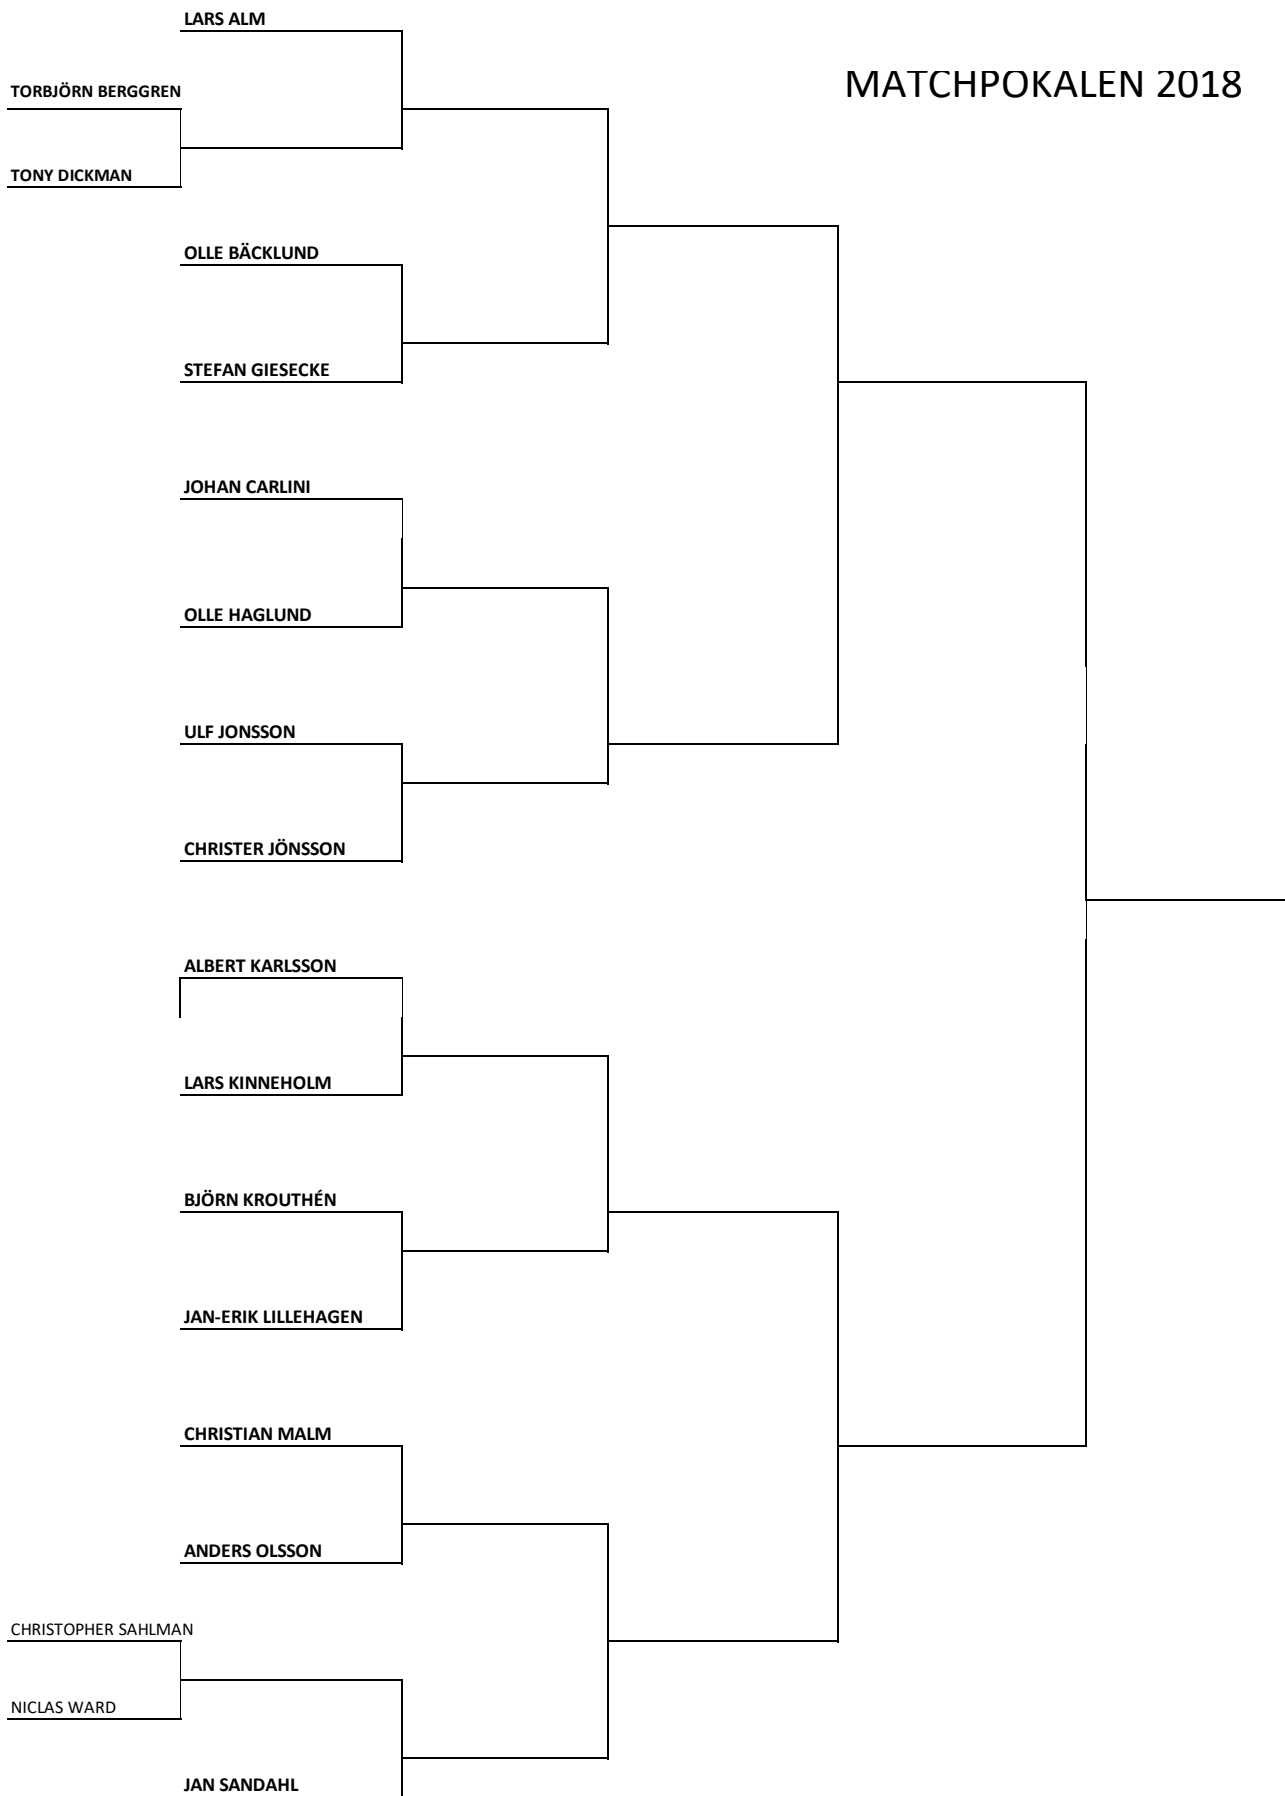 LARS ALM
MATCHPOKALEN 2018
TORBJÖRN BERGGREN
TONY DICKMAN
OLLE BÄCKLUND
STEFAN GIESECKE
JOHAN CARLINI
OLLE HAGLUND
ULF JONSSON
CHRISTER JÖNSSON
ALBERT KARLSSON
LARS KINNEHOLM
BJÖRN KROUTHÉN
JAN-ERIK LILLEHAGEN
CHRISTIAN MALM
ANDERS OLSSON
CHRISTOPHER SAHLMAN
NICLAS WARD
JAN SANDAHL